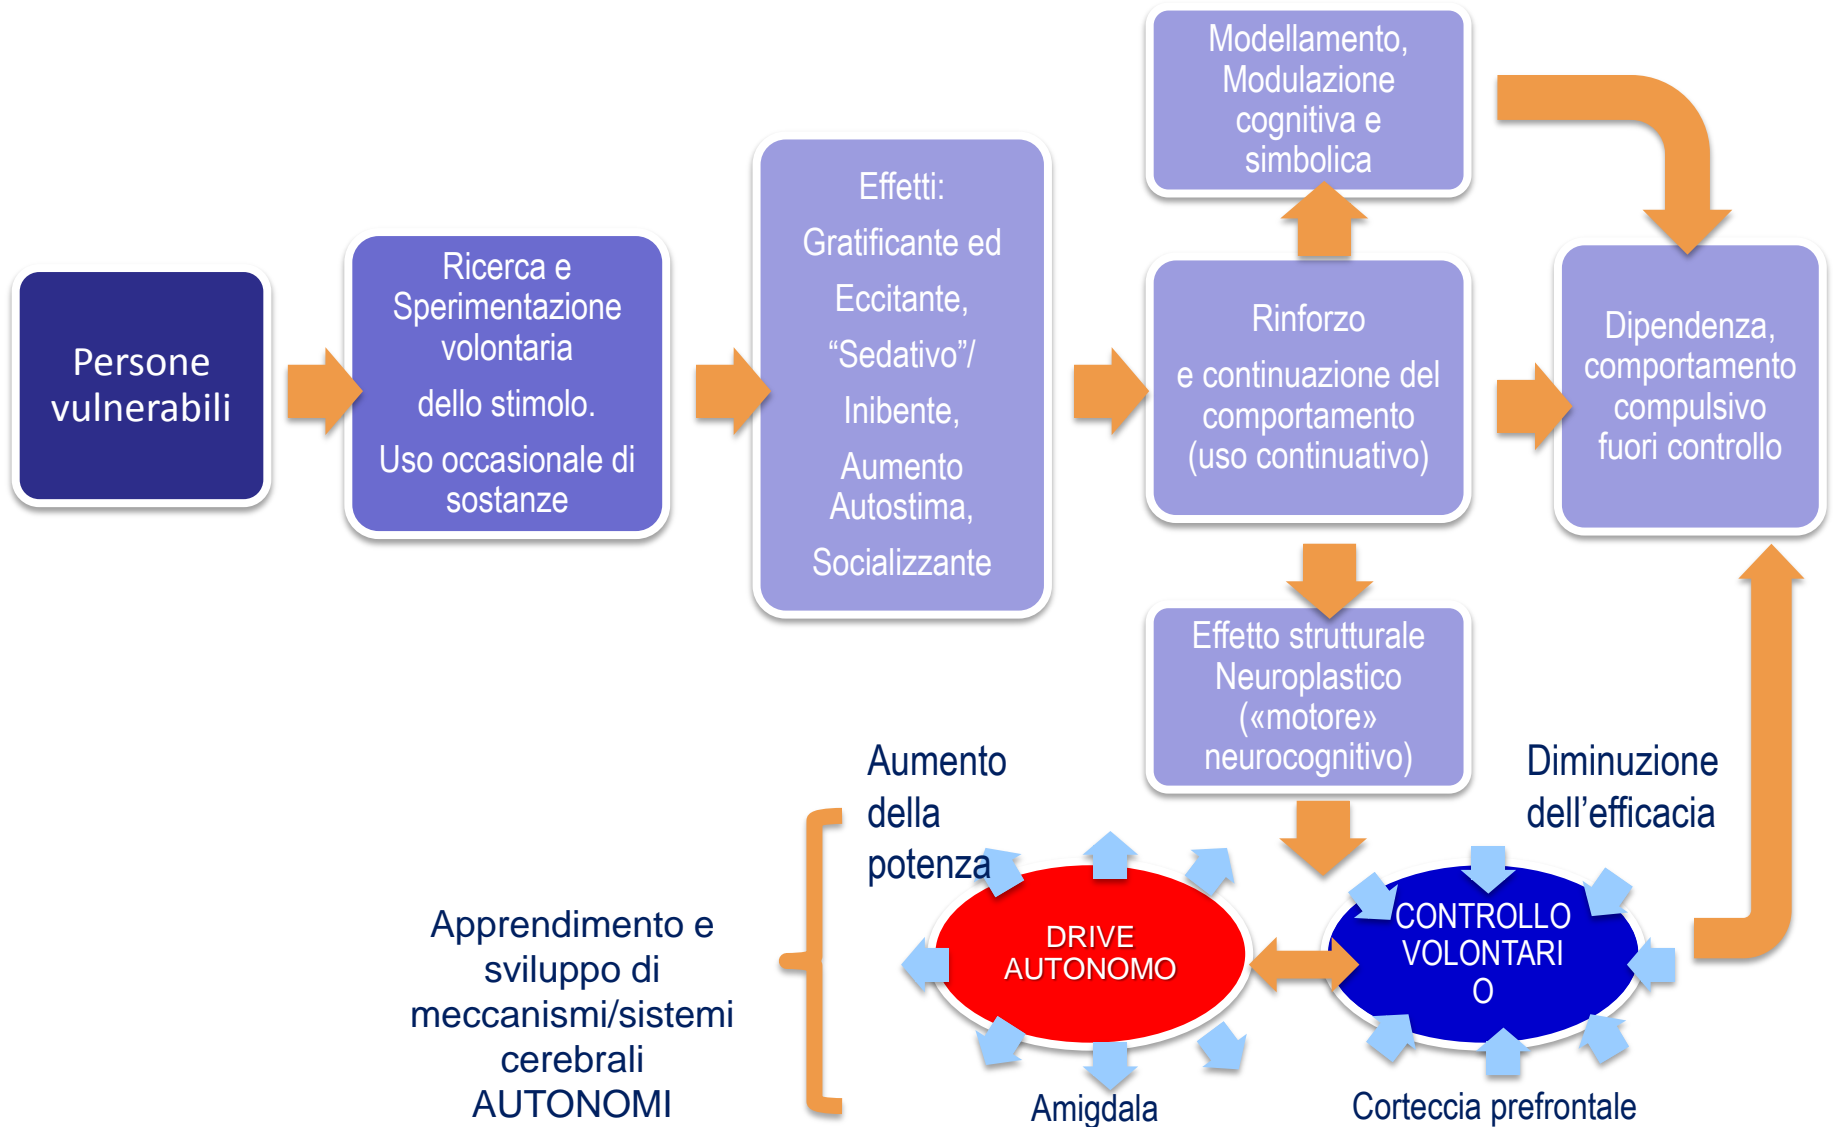 Persone
vulnerabili
Ricerca e
Sperimentazione
volontaria
dello stimolo.
Uso occasionale di
sostanze
Effetti:
Gratificante ed
Eccitante,
“Sedativo”/
Inibente,
Aumento
Autostima,
Socializzante
Modellamento,
Modulazione
cognitiva e
simbolica
Rinforzo
e continuazione del
comportamento
(uso continuativo)
Dipendenza,
comportamento
compulsivo
fuori controllo
Effetto strutturale
Neuroplastico
(«motore»
neurocognitivo)
Aumento
della
potenza
Diminuzione
dell’efficacia
Apprendimento e
sviluppo di
meccanismi/sistemi
cerebrali
AUTONOMI
DRIVE
AUTONOMO
CONTROLLO
VOLONTARI
O
Amigdala
Corteccia prefrontale